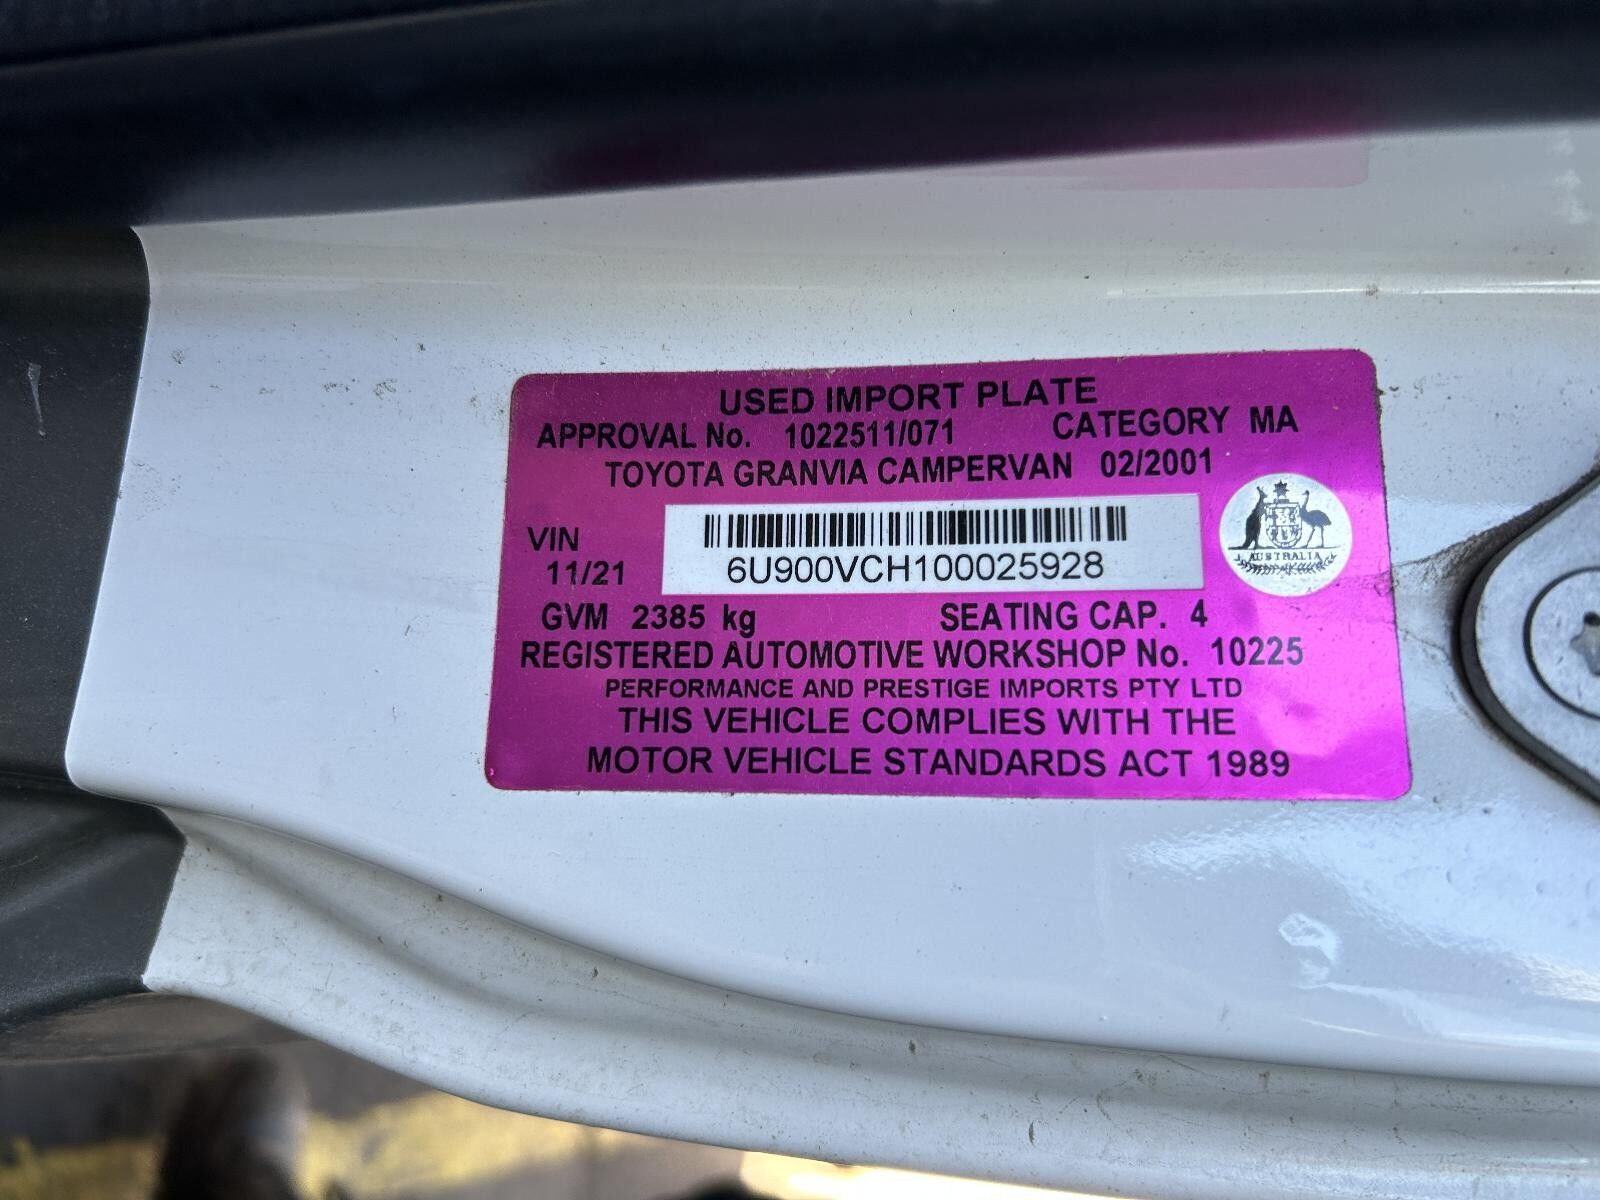 USED IMPORT PLATE
APPROVAL No. 1022511/071 CATEGORY MA
TOYOTA GRANVIA CAMPERVAN 02/2001
VIN 6U900VCH100025928
11/21
AUSTRALIA
GVM 2385 kg SEATING CAP. 4
REGISTERED AUTOMOTIVE WORKSHOP No. 10225
PERFORMANCE AND PRESTIGE IMPORTS PTY LTD
THIS VEHICLE COMPLIES WITH THE
MOTOR VEHICLE STANDARDS ACT 1989